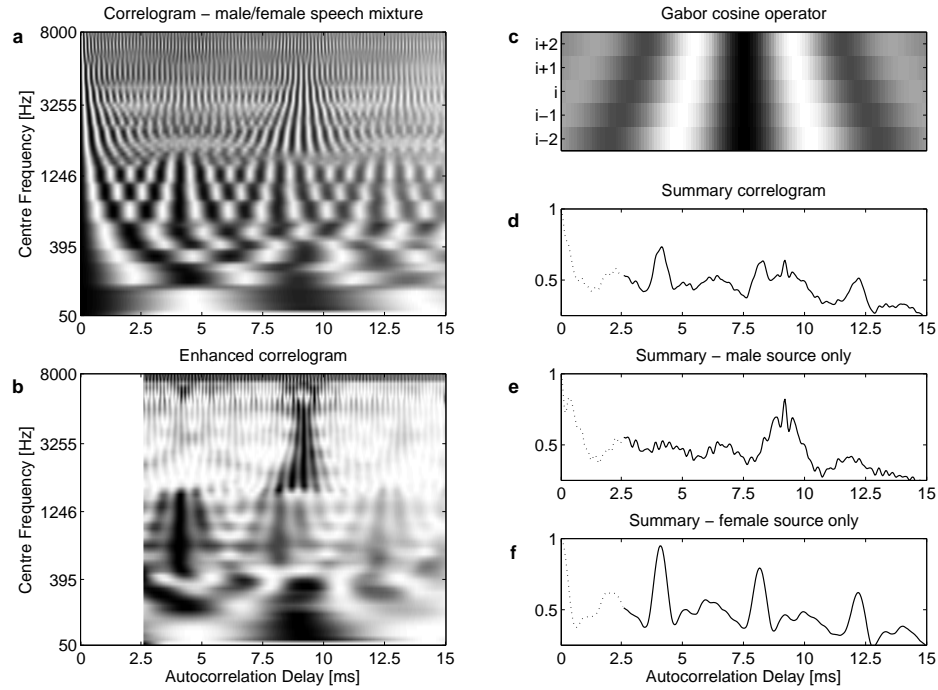 Correlogram – male/female speech mixture
a
8000
3255
1246
395
50
Centre Frequency [Hz]
0 2.5 5 7.5 10 12.5 15
Enhanced correlogram
b
8000
3255
1246
395
50
Centre Frequency [Hz]
0 2.5 5 7.5 10 12.5 15
Autocorrelation Delay [ms]
Gabor cosine operator
c
i+2
i+1
i
i−1
i−2
Summary correlogram
d
1
0.5
0 2.5 5 7.5 10 12.5 15
Summary – male source only
e
1
0.5
0 2.5 5 7.5 10 12.5 15
Summary – female source only
f
1
0.5
0 2.5 5 7.5 10 12.5 15
Autocorrelation Delay [ms]